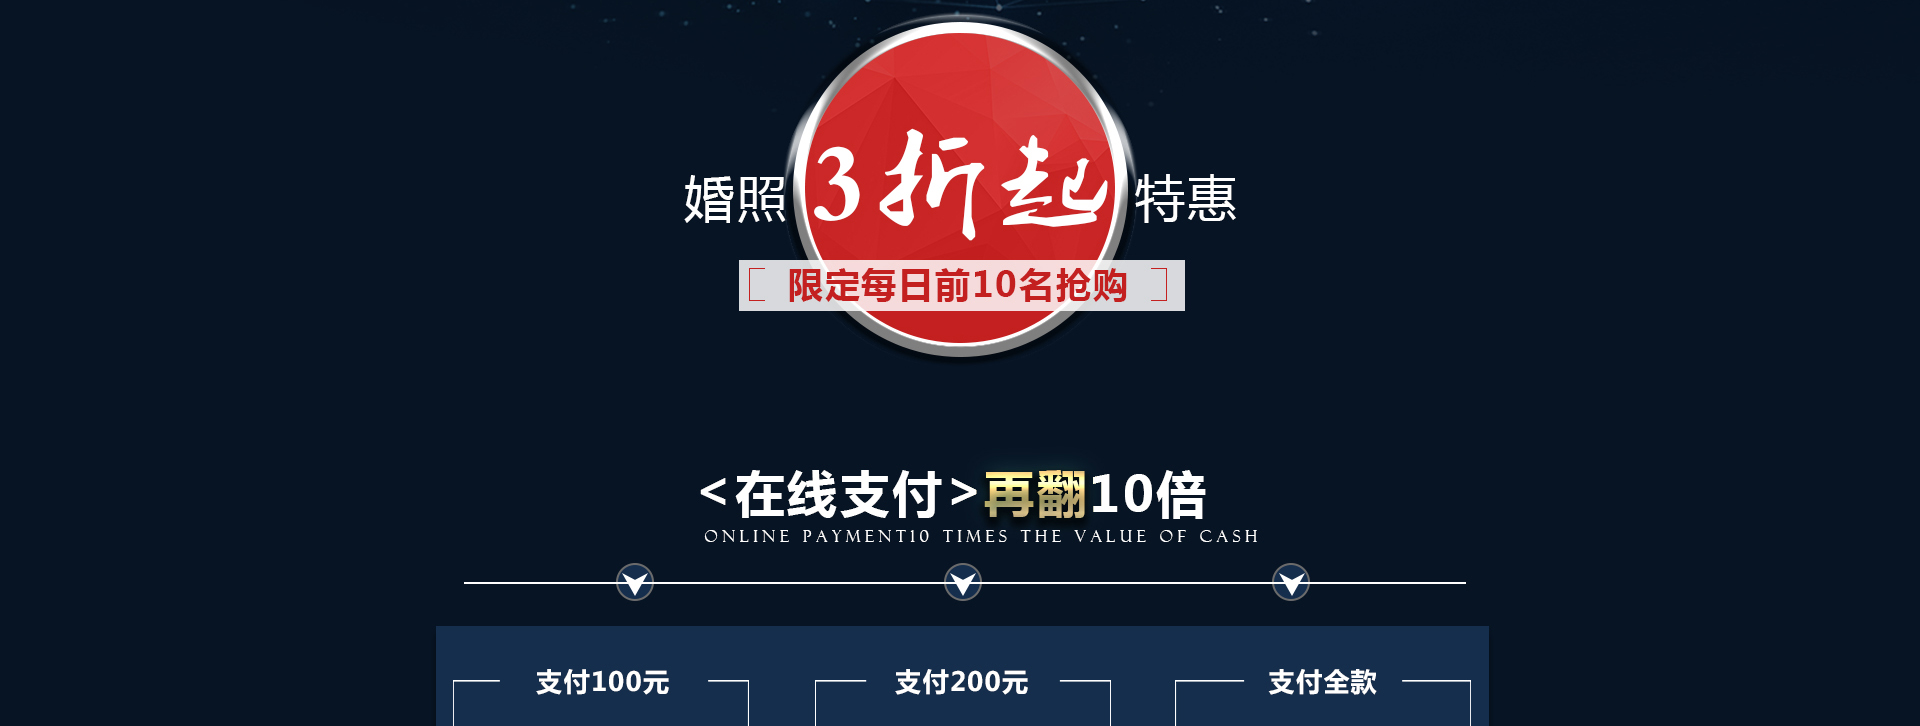 婚照3折起特惠
限定每日前10名抢购
<在线支付>再翻10倍
ONLINE PAYMENT10 TIMES THE VALUE OF CASH
支付100元
支付200元
支付全款